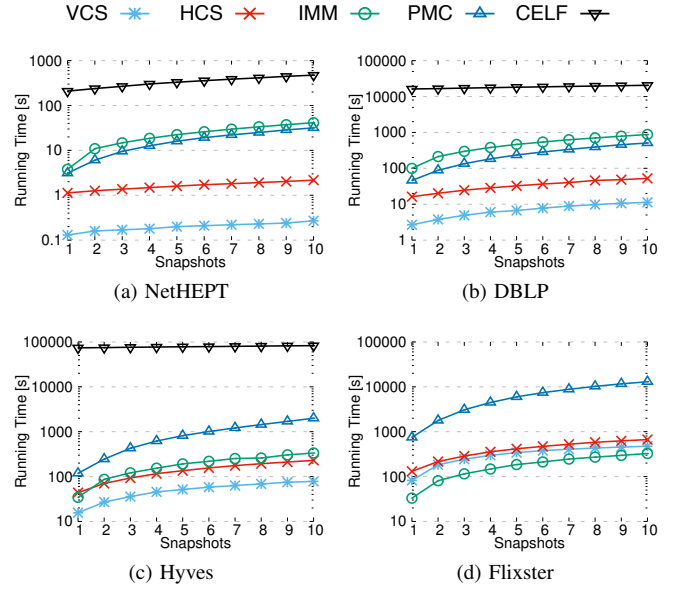 VCS HCS IMM PMC CELF
Running Time [s]
1000
100
10
1
0.1
1 2 3 4 5 6 7 8 9 10
Snapshots
(a) NetHEPT
Running Time [s]
100000
10000
1000
100
10
1
1 2 3 4 5 6 7 8 9 10
Snapshots
(b) DBLP
Running Time [s]
100000
10000
1000
100
10
1 2 3 4 5 6 7 8 9 10
Snapshots
(c) Hyves
Running Time [s]
100000
10000
1000
100
10
1 2 3 4 5 6 7 8 9 10
Snapshots
(d) Flixster